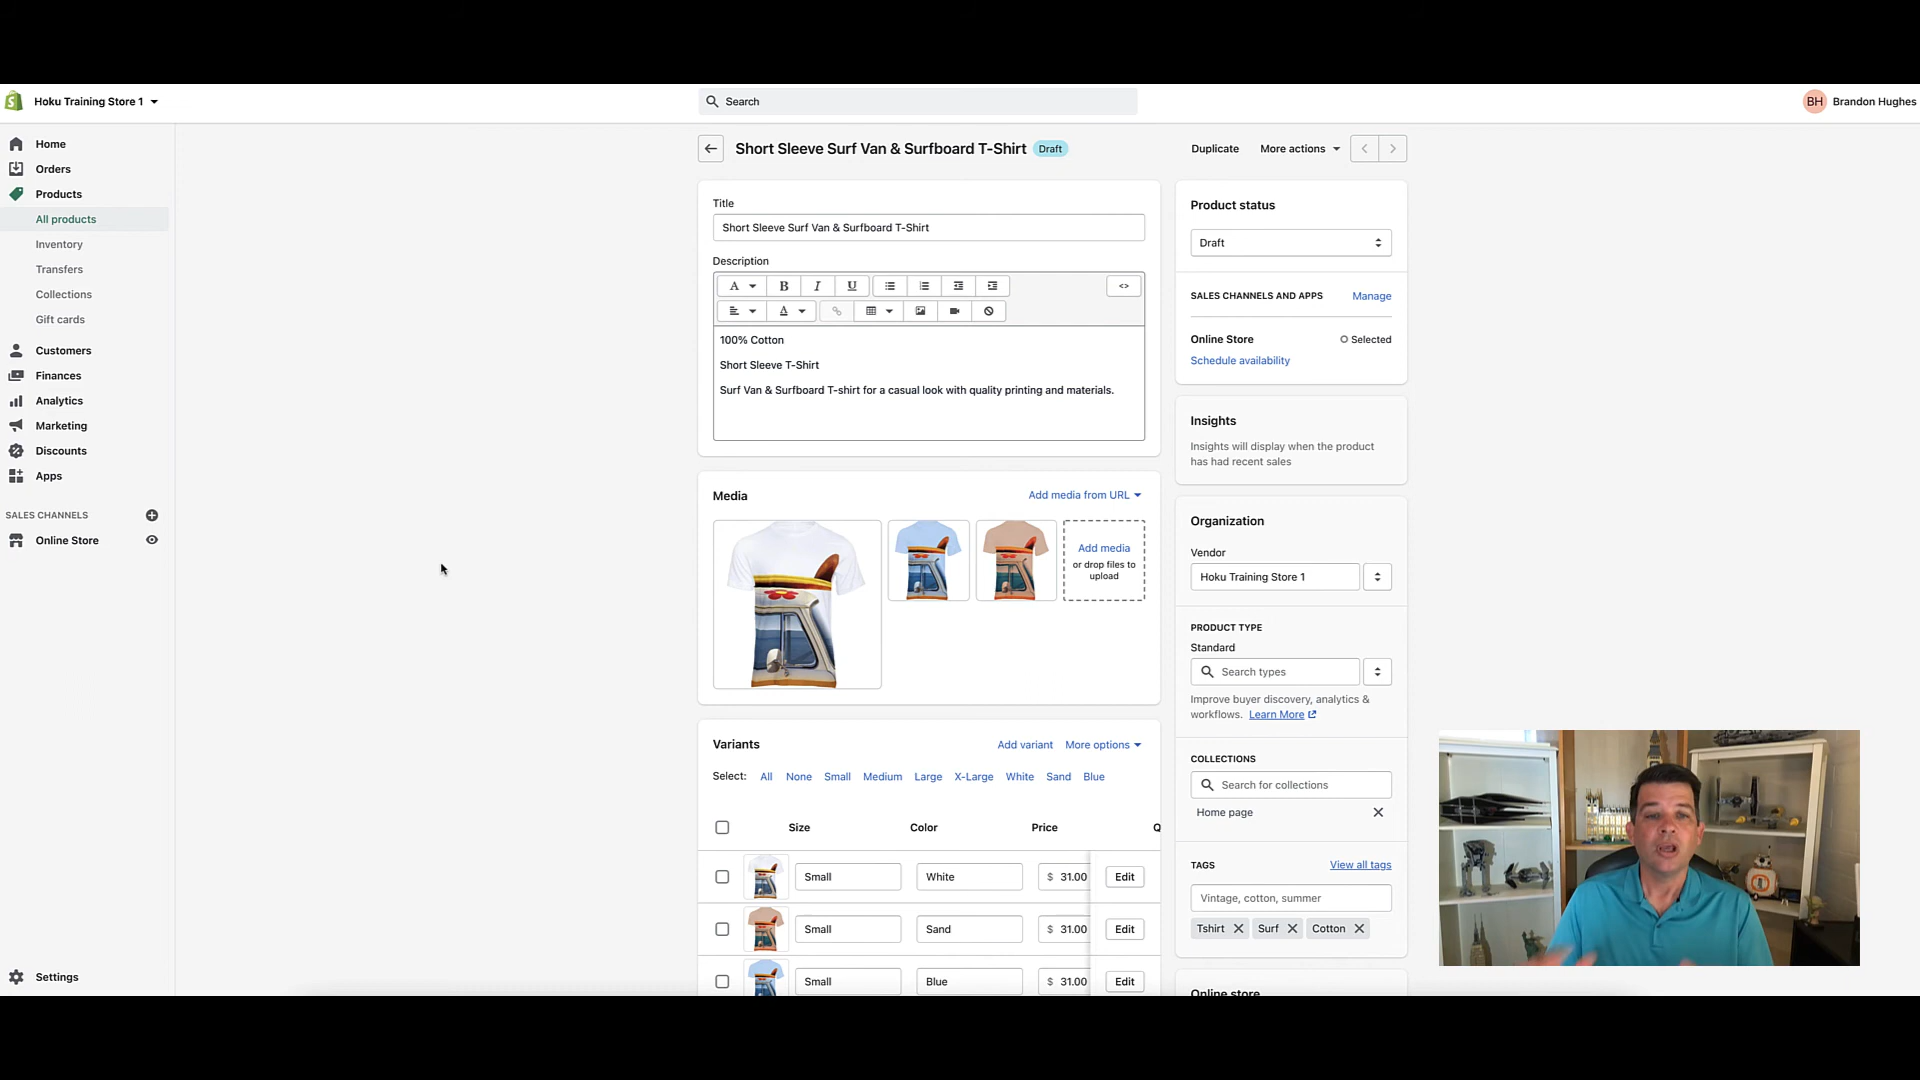 Hoku Training Store 1
Search
BH Brandon Hughes
Home
Orders
Products
All products
Inventory
Transfers
Collections
Gift cards
Customers
Finances
Analytics
Marketing
Discounts
Apps
SALES CHANNELS
Online Store
Settings
Short Sleeve Surf Van & Surfboard T-Shirt Draft
Duplicate More actions
Title
Short Sleeve Surf Van & Surfboard T-Shirt
Description
A B I U <>
A
100% Cotton
Short Sleeve T-Shirt
Surf Van & Surfboard T-shirt for a casual look with quality printing and materials.
Media Add media from URL
Add media
or drop files to
upload
Variants Add variant More options
Select: All None Small Medium Large X-Large White Sand Blue
Size Color Price Q
Small White $ 31.00 Edit
Small Sand $ 31.00 Edit
Small Blue $ 31.00 Edit
Product status
Draft
SALES CHANNELS AND APPS Manage
Online Store Selected
Schedule availability
Insights
Insights will display when the product
has had recent sales
Organization
Vendor
Hoku Training Store 1
PRODUCT TYPE
Standard
Search types
Improve buyer discovery, analytics &
workflows. Learn More
COLLECTIONS
Search for collections
Home page
TAGS View all tags
Vintage, cotton, summer
Tshirt Surf Cotton
Online store